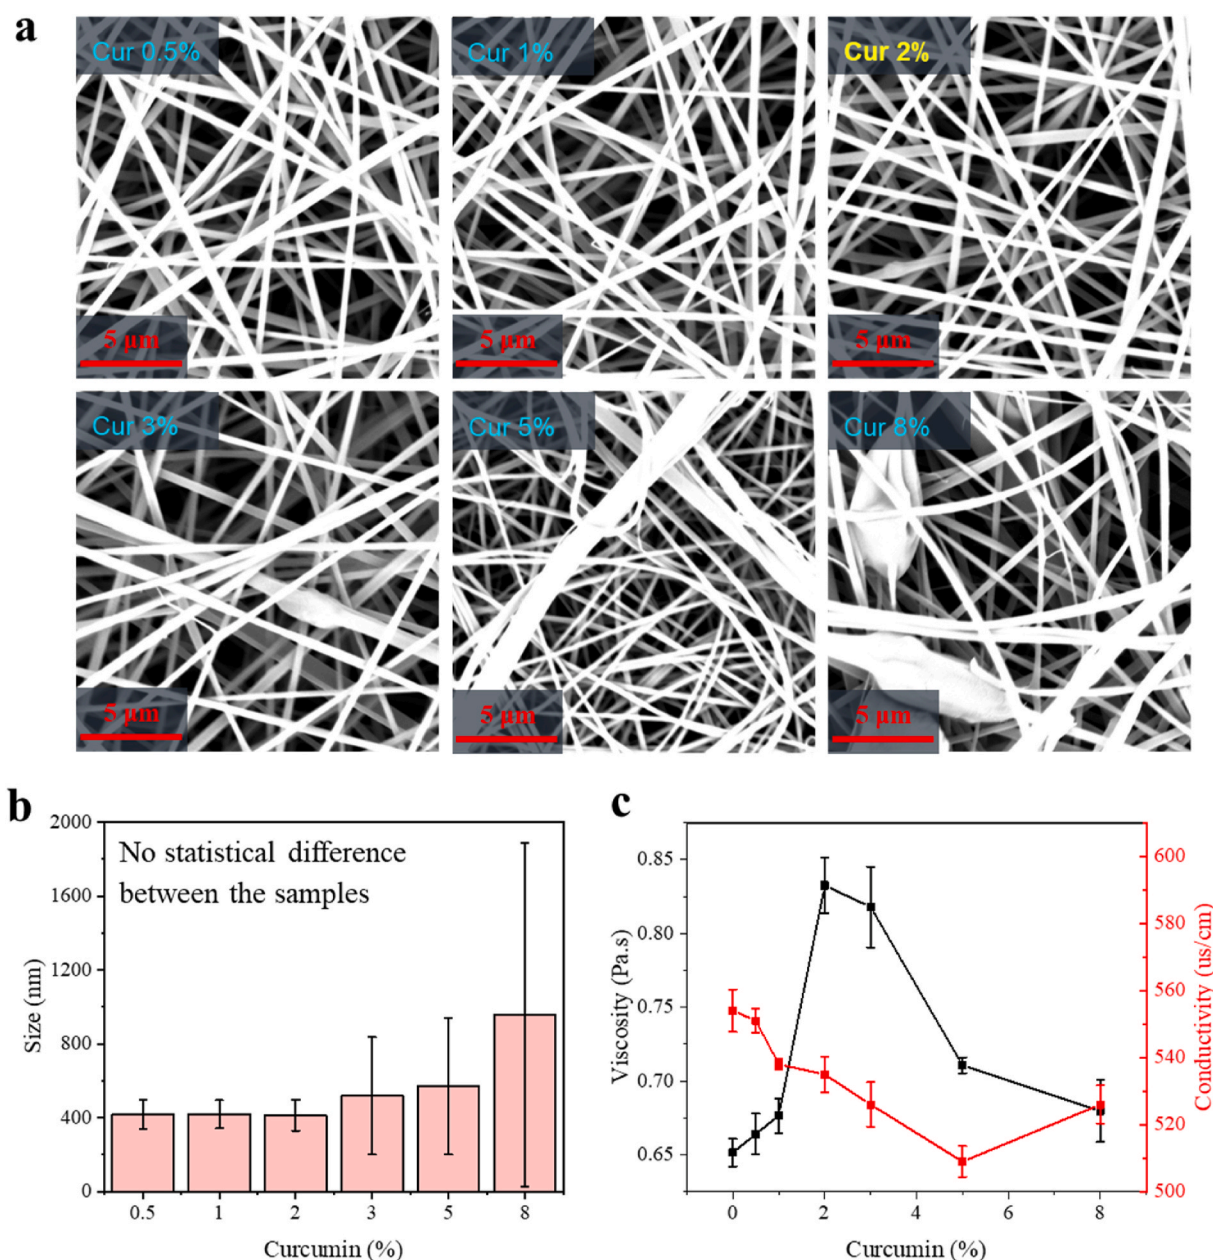 a
Cur 0.5%
Cur 1%
Cur 2%
5 μm
5 μm
5 μm
Cur 3%
Cur 5%
Cur 8%
5 μm
5 μm
5 μm
b
No statistical difference
between the samples
2000
1600
1200
800
400
0
Size (nm)
0.5
1
2
3
5
8
Curcumin (%)
c
0.85
0.80
0.75
0.70
0.65
Viscosity (Pa.s)
600
580
560
540
520
500
Conductivity (us/cm)
0
2
4
6
8
Curcumin (%)